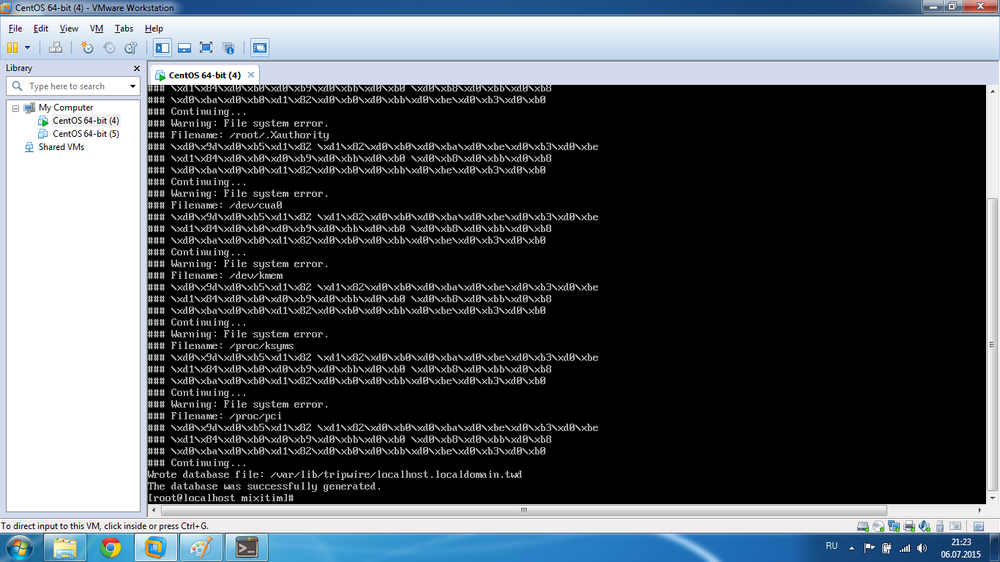 CentOS 64-bit (4) - VMware Workstation
File Edit View VM Tabs Help
Library
Type here to search
My Computer
CentOS 64-bit (4)
CentOS 64-bit (5)
Shared VMs
CentOS 64-bit (4)
### \xd1\x84\xd0\xb0\xd0\xb9\xd0\xbb\xd0\xb0 \xd0\xb8\xd0\xbb\xd0\xb8
### \xd0\xba\xd0\xb0\xd1\x82\xd0\xb0\xd0\xbb\xd0\xbe\xd0\xb3\xd0\xb0
### Continuing...
### Warning: File system error.
### Filename: /root/.Xauthority
### \xd0\x9d\xd0\xb5\xd1\x82 \xd1\x82\xd0\xb0\xd0\xba\xd0\xbe\xd0\xb3\xd0\xbe
### \xd1\x84\xd0\xb0\xd0\xb9\xd0\xbb\xd0\xb0 \xd0\xb8\xd0\xbb\xd0\xb8
### \xd0\xba\xd0\xb0\xd1\x82\xd0\xb0\xd0\xbb\xd0\xbe\xd0\xb3\xd0\xb0
### Continuing...
### Warning: File system error.
### Filename: /dev/cua0
### \xd0\x9d\xd0\xb5\xd1\x82 \xd1\x82\xd0\xb0\xd0\xba\xd0\xbe\xd0\xb3\xd0\xbe
### \xd1\x84\xd0\xb0\xd0\xb9\xd0\xbb\xd0\xb0 \xd0\xb8\xd0\xbb\xd0\xb8
### \xd0\xba\xd0\xb0\xd1\x82\xd0\xb0\xd0\xbb\xd0\xbe\xd0\xb3\xd0\xb0
### Continuing...
### Warning: File system error.
### Filename: /dev/kmem
### \xd0\x9d\xd0\xb5\xd1\x82 \xd1\x82\xd0\xb0\xd0\xba\xd0\xbe\xd0\xb3\xd0\xbe
### \xd1\x84\xd0\xb0\xd0\xb9\xd0\xbb\xd0\xb0 \xd0\xb8\xd0\xbb\xd0\xb8
### \xd0\xba\xd0\xb0\xd1\x82\xd0\xb0\xd0\xbb\xd0\xbe\xd0\xb3\xd0\xb0
### Continuing...
### Warning: File system error.
### Filename: /proc/ksyms
### \xd0\x9d\xd0\xb5\xd1\x82 \xd1\x82\xd0\xb0\xd0\xba\xd0\xbe\xd0\xb3\xd0\xbe
### \xd1\x84\xd0\xb0\xd0\xb9\xd0\xbb\xd0\xb0 \xd0\xb8\xd0\xbb\xd0\xb8
### \xd0\xba\xd0\xb0\xd1\x82\xd0\xb0\xd0\xbb\xd0\xbe\xd0\xb3\xd0\xb0
### Continuing...
### Warning: File system error.
### Filename: /proc/pci
### \xd0\x9d\xd0\xb5\xd1\x82 \xd1\x82\xd0\xb0\xd0\xba\xd0\xbe\xd0\xb3\xd0\xbe
### \xd1\x84\xd0\xb0\xd0\xb9\xd0\xbb\xd0\xb0 \xd0\xb8\xd0\xbb\xd0\xb8
### \xd0\xba\xd0\xb0\xd1\x82\xd0\xb0\xd0\xbb\xd0\xbe\xd0\xb3\xd0\xb0
### Continuing...
Wrote database file: /var/lib/tripwire/localhost.localdomain.twd
The database was successfully generated.
[root@localhost mixitim]#
To direct input to this VM, click inside or press Ctrl+G.
RU
21:23
06.07.2015